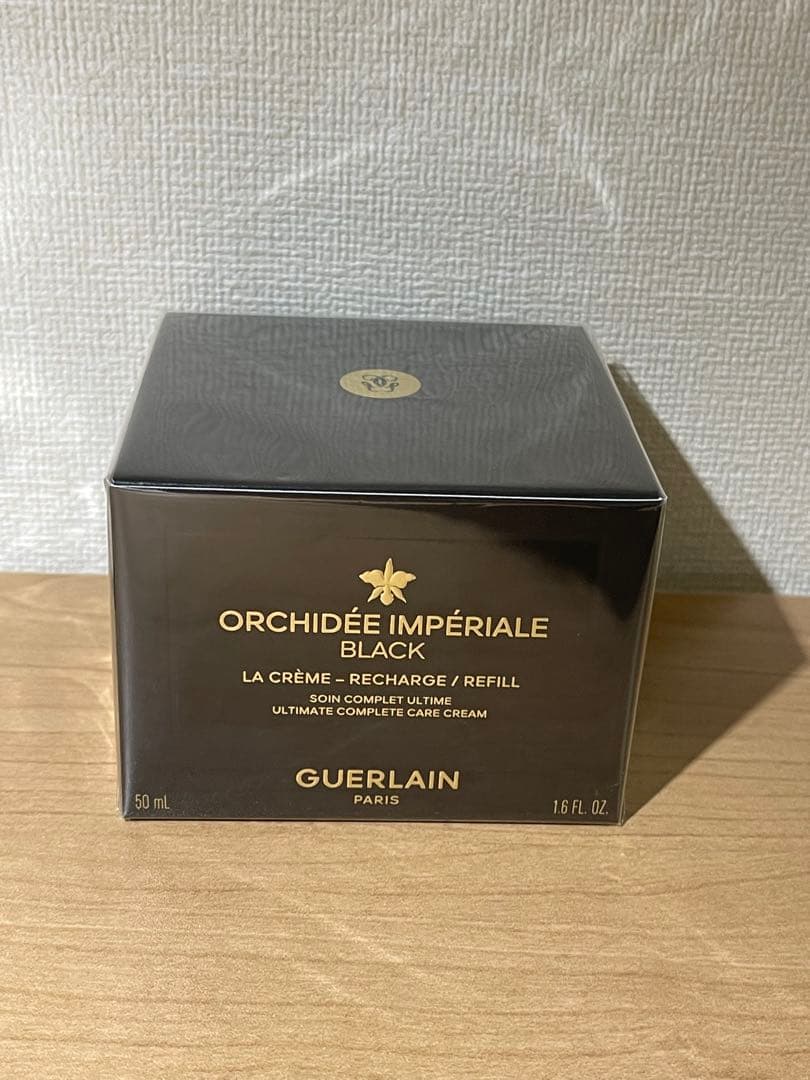 ORCHIDÉE IMPÉRIALE
BLACK
LA CRÈME – RECHARGE / REFILL
SOIN COMPLET ULTIME
ULTIMATE COMPLETE CARE CREAM
GUERLAIN
PARIS
50 mL
1.6 FL. OZ.